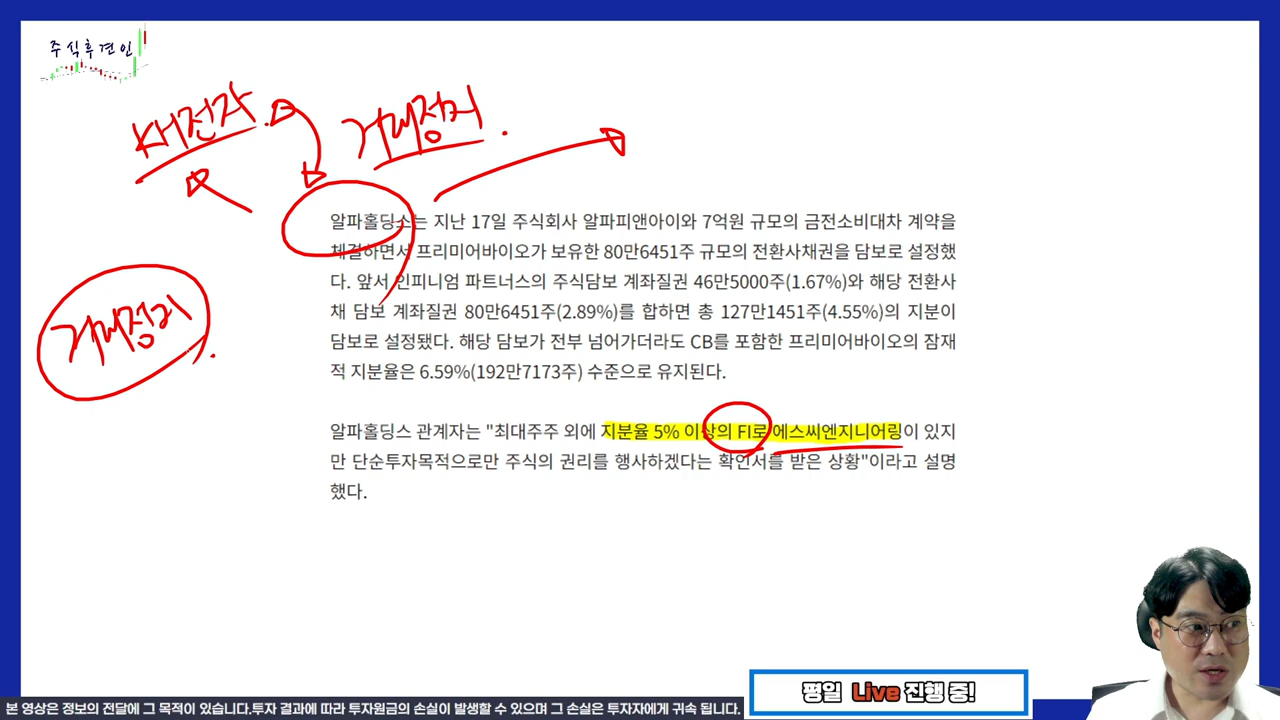 주식후견인
KH전자
거래정지
알파홀딩스는 지난 17일 주식회사 알파피앤아이와 7억원 규모의 금전소비대차 계약을
체결하면서 프리미어바이오가 보유한 80만6451주 규모의 전환사채권을 담보로 설정했
다. 앞서 인피니엄 파트너스의 주식담보 계좌질권 46만5000주(1.67%)와 해당 전환사
채 담보 계좌질권 80만6451주(2.89%)를 합하면 총 127만1451주(4.55%)의 지분이
담보로 설정됐다. 해당 담보가 전부 넘어가더라도 CB를 포함한 프리미어바이오의 잠재
적 지분율은 6.59%(192만7173주) 수준으로 유지된다.
거래정지
알파홀딩스 관계자는 "최대주주 외에 지분율 5% 이상의 FI로 에스씨엔지니어링이 있지
만 단순투자목적으로만 주식의 권리를 행사하겠다는 확인서를 받은 상황"이라고 설명
했다.
평일 Live 진행 중!
본 영상은 정보의 전달에 그 목적이 있습니다.투자 결과에 따라 투자원금의 손실이 발생할 수 있으며 그 손실은 투자자에게 귀속 됩니다.